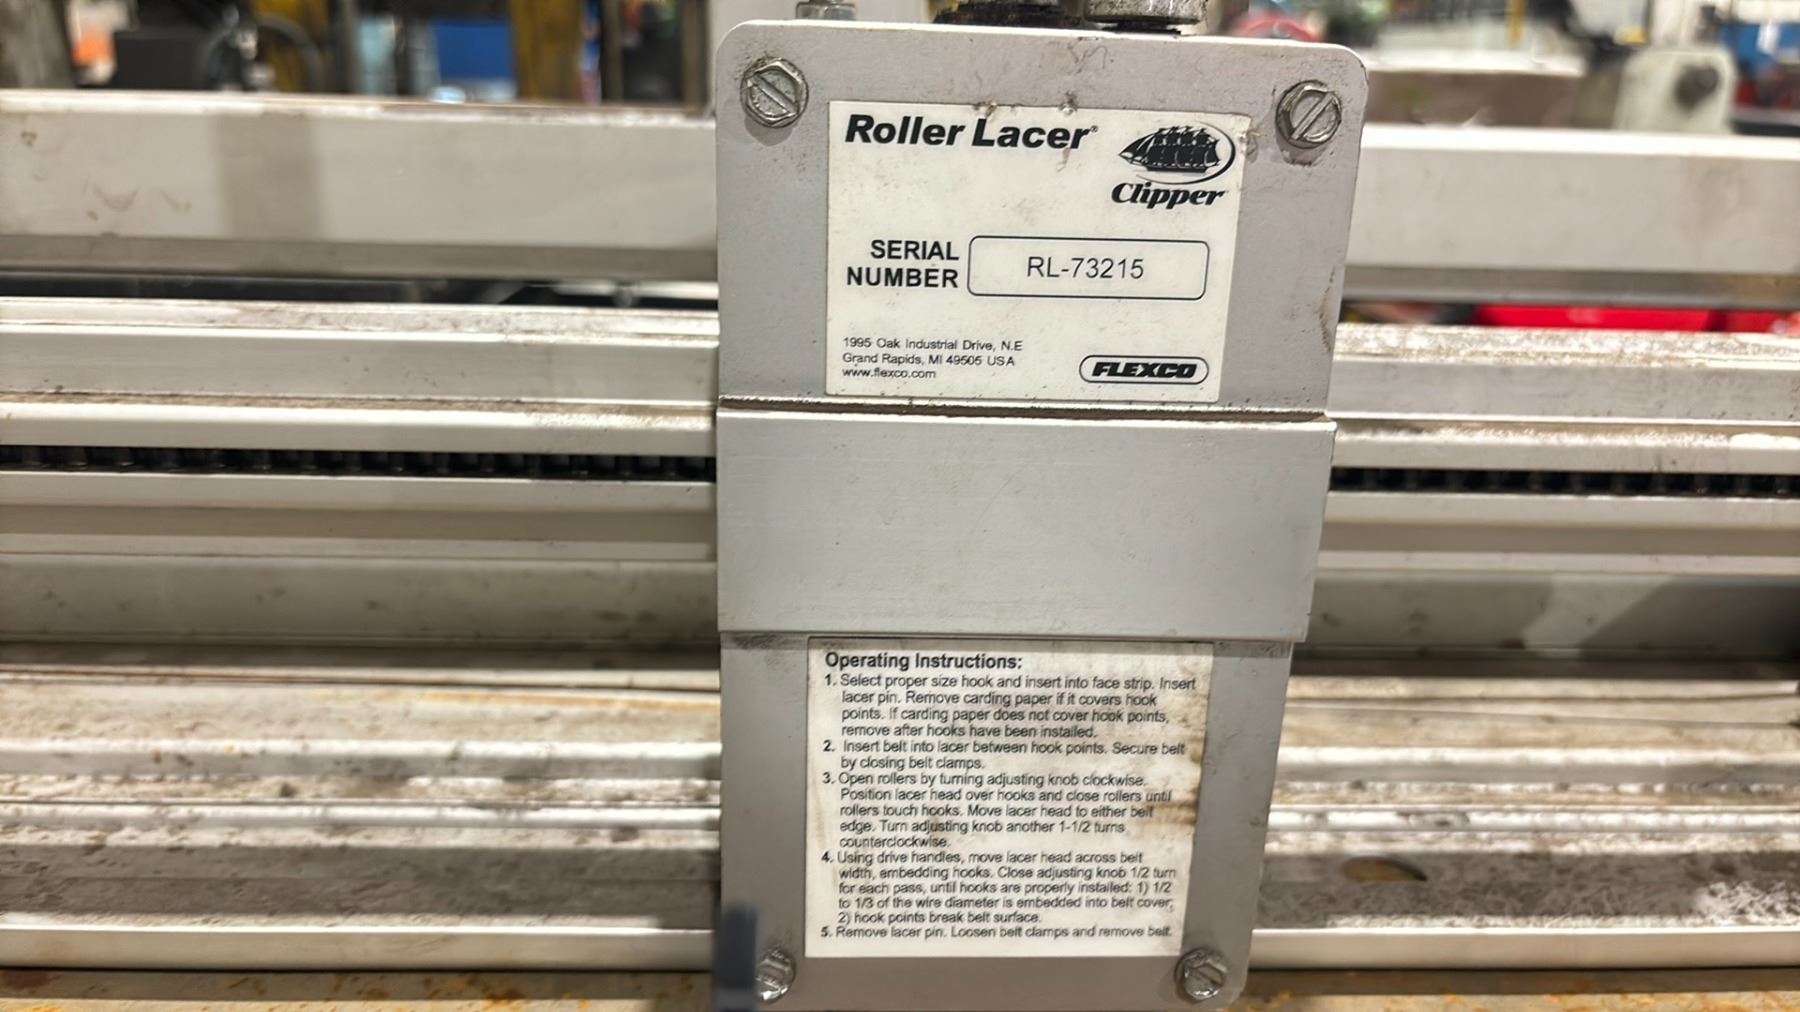 Roller Lacer®
Clipper
SERIAL
NUMBER
RL-73215
1995 Oak Industrial Drive, N.E
Grand Rapids, MI 49505 USA
www.flexco.com
FLEXCO
Operating Instructions:
1. Select proper size hook and insert into face strip. Insert
lacer pin. Remove carding paper if it covers hook
points. If carding paper does not cover hook points,
remove after hooks have been installed.
2. Insert belt into lacer between hook points. Secure belt
by closing belt clamps.
3. Open rollers by turning adjusting knob clockwise.
Position lacer head over hooks and close rollers until
rollers touch hooks. Move lacer head to either belt
edge. Turn adjusting knob another 1-1/2 turns
counterclockwise.
4. Using drive handles, move lacer head across belt
width, embedding hooks. Close adjusting knob 1/2 turn
for each pass, until hooks are properly installed: 1) 1/2
to 1/3 of the wire diameter is embedded into belt cover;
2) hook points break belt surface.
5. Remove lacer pin. Loosen belt clamps and remove belt.